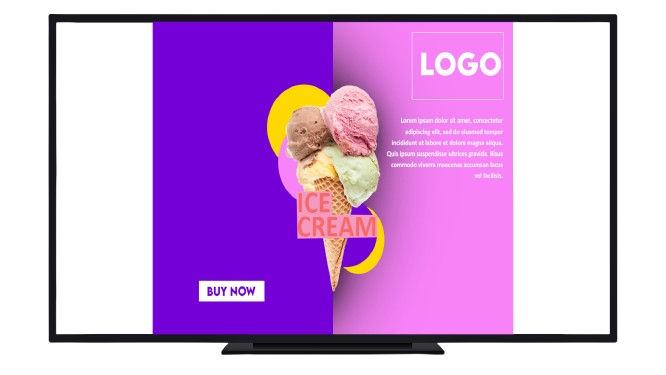 LOGO
Lorem ipsum dolor sit amet, consectetur
adipiscing elit, sed do eiusmod tempor
incididunt ut labore et dolore magna aliqua.
Quis ipsum suspendisse ultrices gravida. Risus
commodo viverra maecenas accumsan lacus
vel facilisis.
ICE
CREAM
BUY NOW